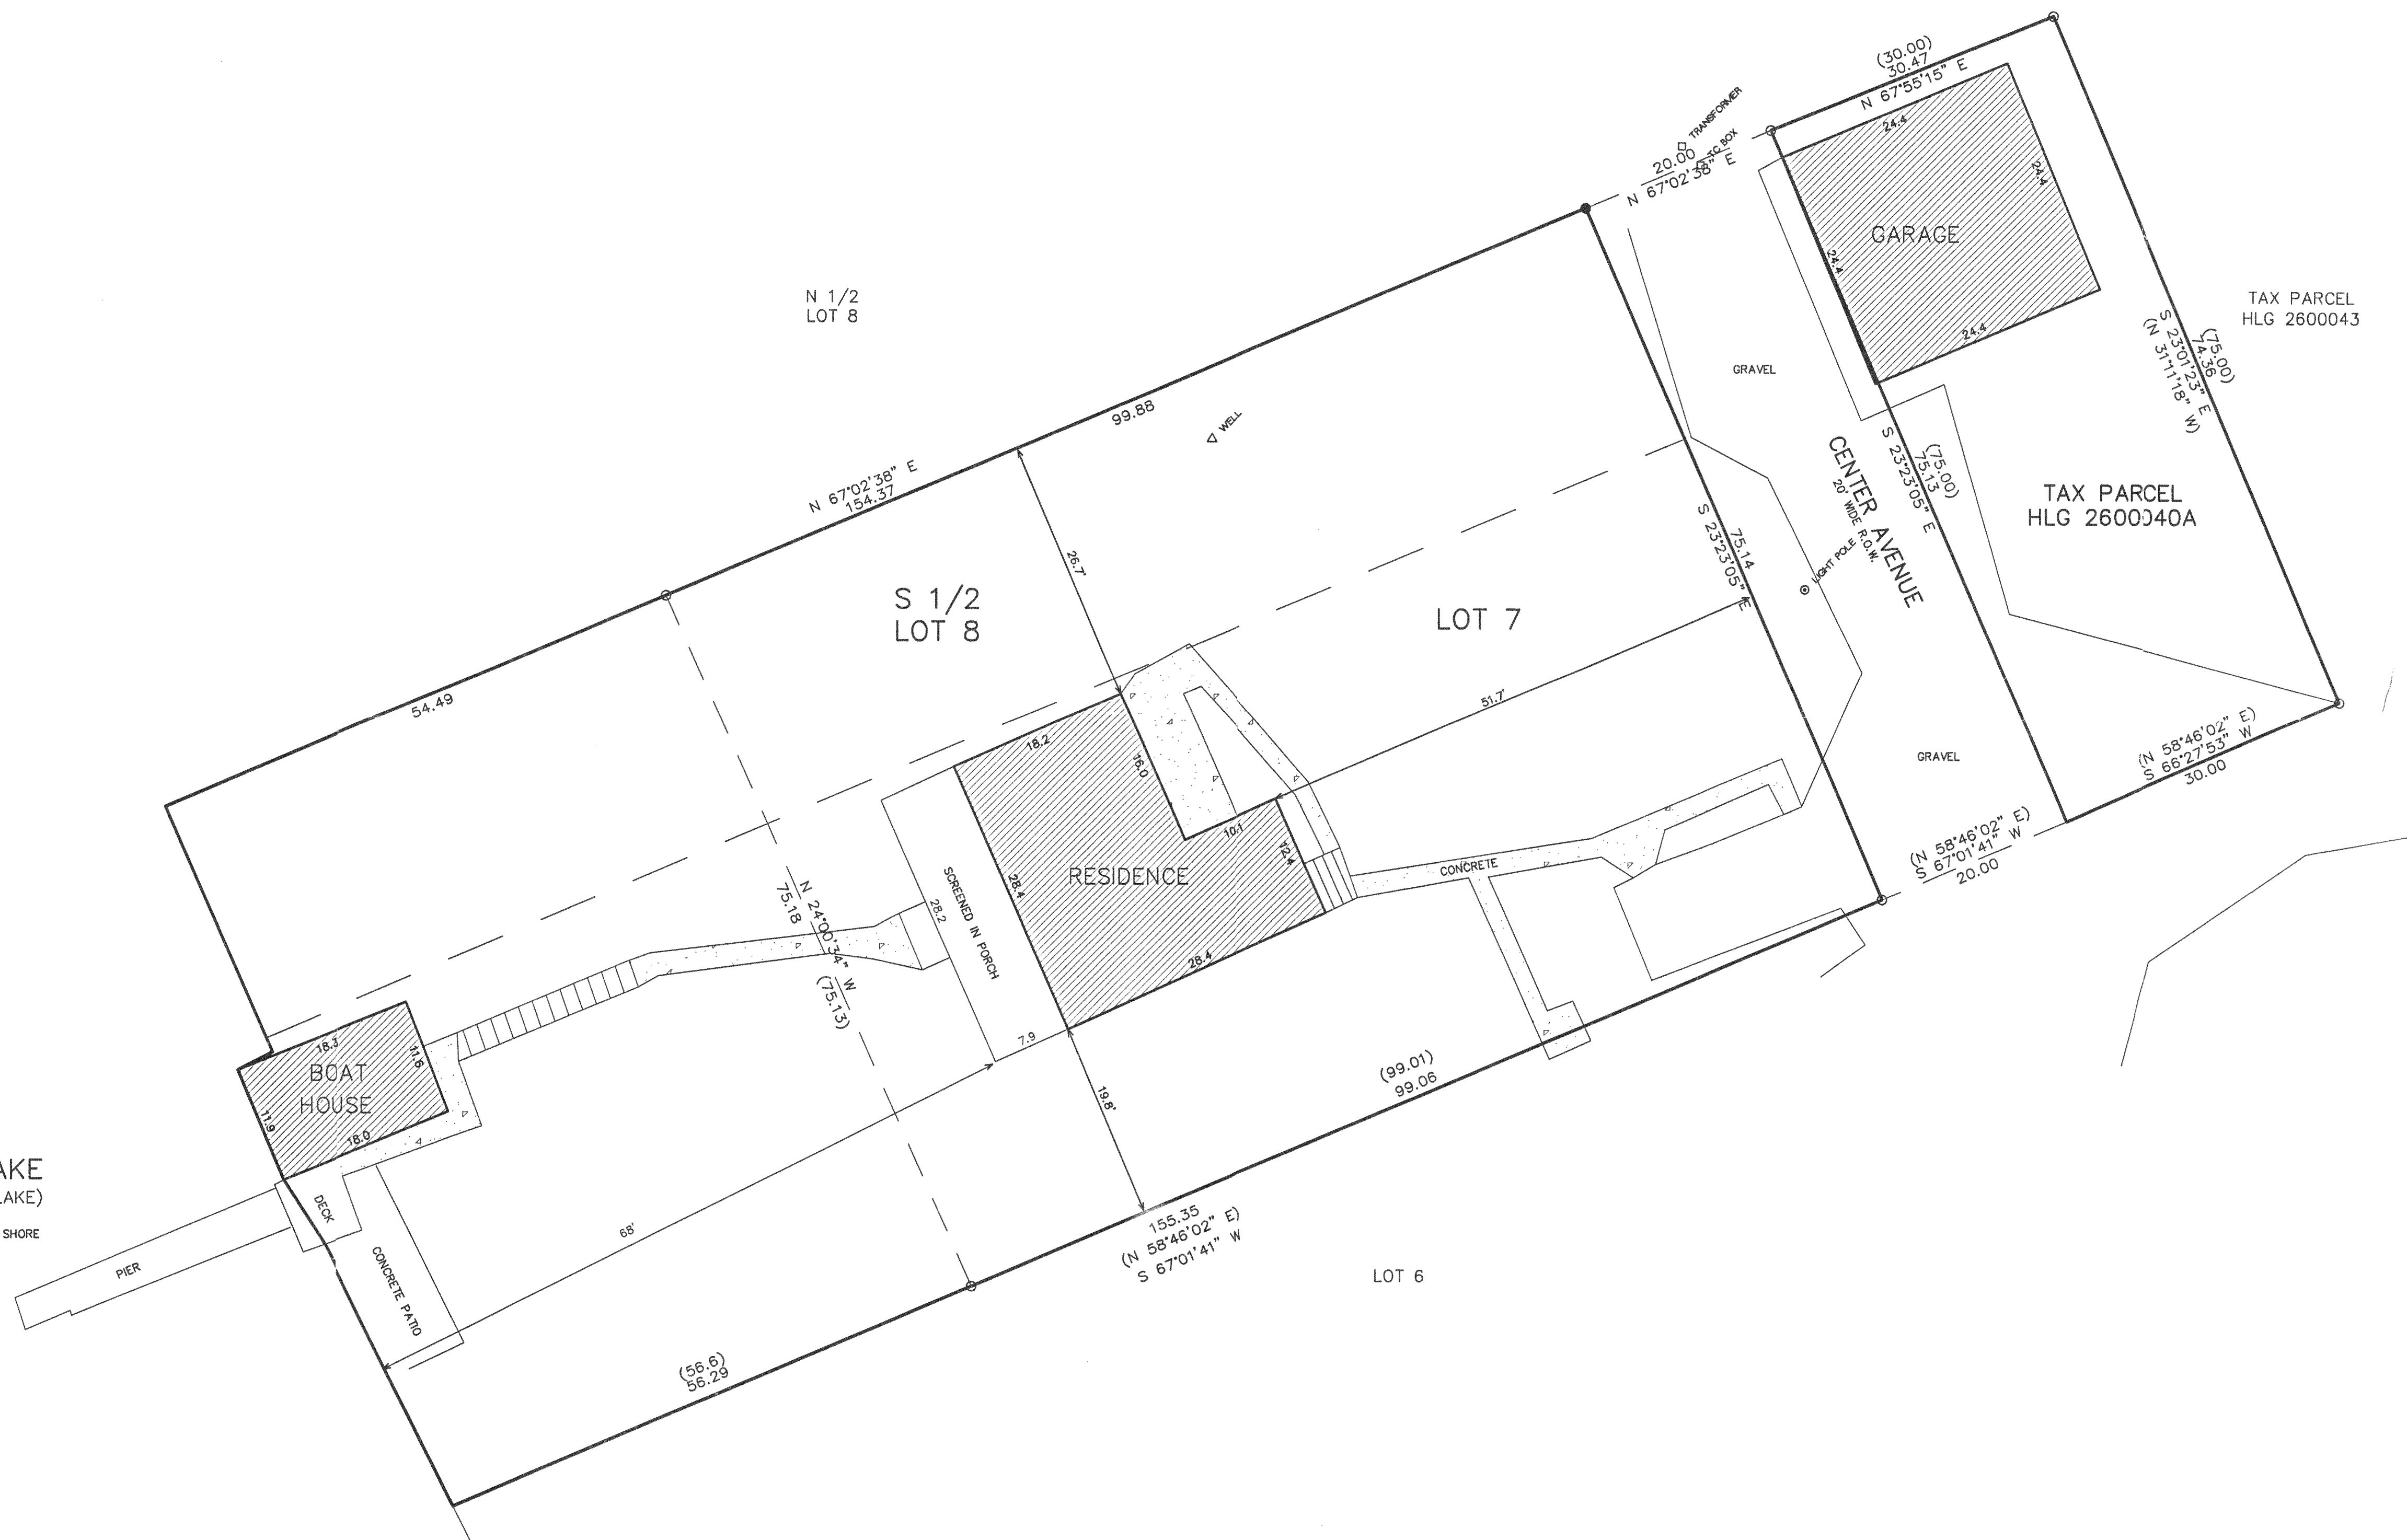 (30.00)
30.47
N 67°55'15" E
TRANSFORMER
TC BOX
20.00
N 67°02'38" E
24.4
24.4
GARAGE
24.4
24.4
N 1/2
LOT 8
TAX PARCEL
HLG 2600043
(75.00)
74.36
S 23°01'23" E
(N 31°11'18" W)
GRAVEL
99.88
WELL
N 67°02'38" E
154.37
CENTER AVENUE
20' WIDE R.O.W.
(75.00)
75.13
S 23°23'05" E
TAX PARCEL
HLG 2600040A
75.14
S 23°23'05" E
LIGHT POLE
26.7'
S 1/2
LOT 8
LOT 7
54.49
51.7'
18.2
16.0
GRAVEL
(N 58°46'02" E)
S 66°27'53" W
30.00
10.1
12.4
RESIDENCE
28.4
28.4
CONCRETE
(N 58°46'02" E)
S 67°01'41" W
20.00
SCREENED IN PORCH
28.2
7.9
N 24°00'34" W
75.18
(75.13)
18.3
11.6
BOAT
HOUSE
11.9
18.0
19.8'
(99.01)
99.06
AKE
LAKE)
SHORE
DECK
PIER
CONCRETE PATIO
68'
155.35
(N 58°46'02" E)
S 67°01'41" W
LOT 6
(56.6)
56.29